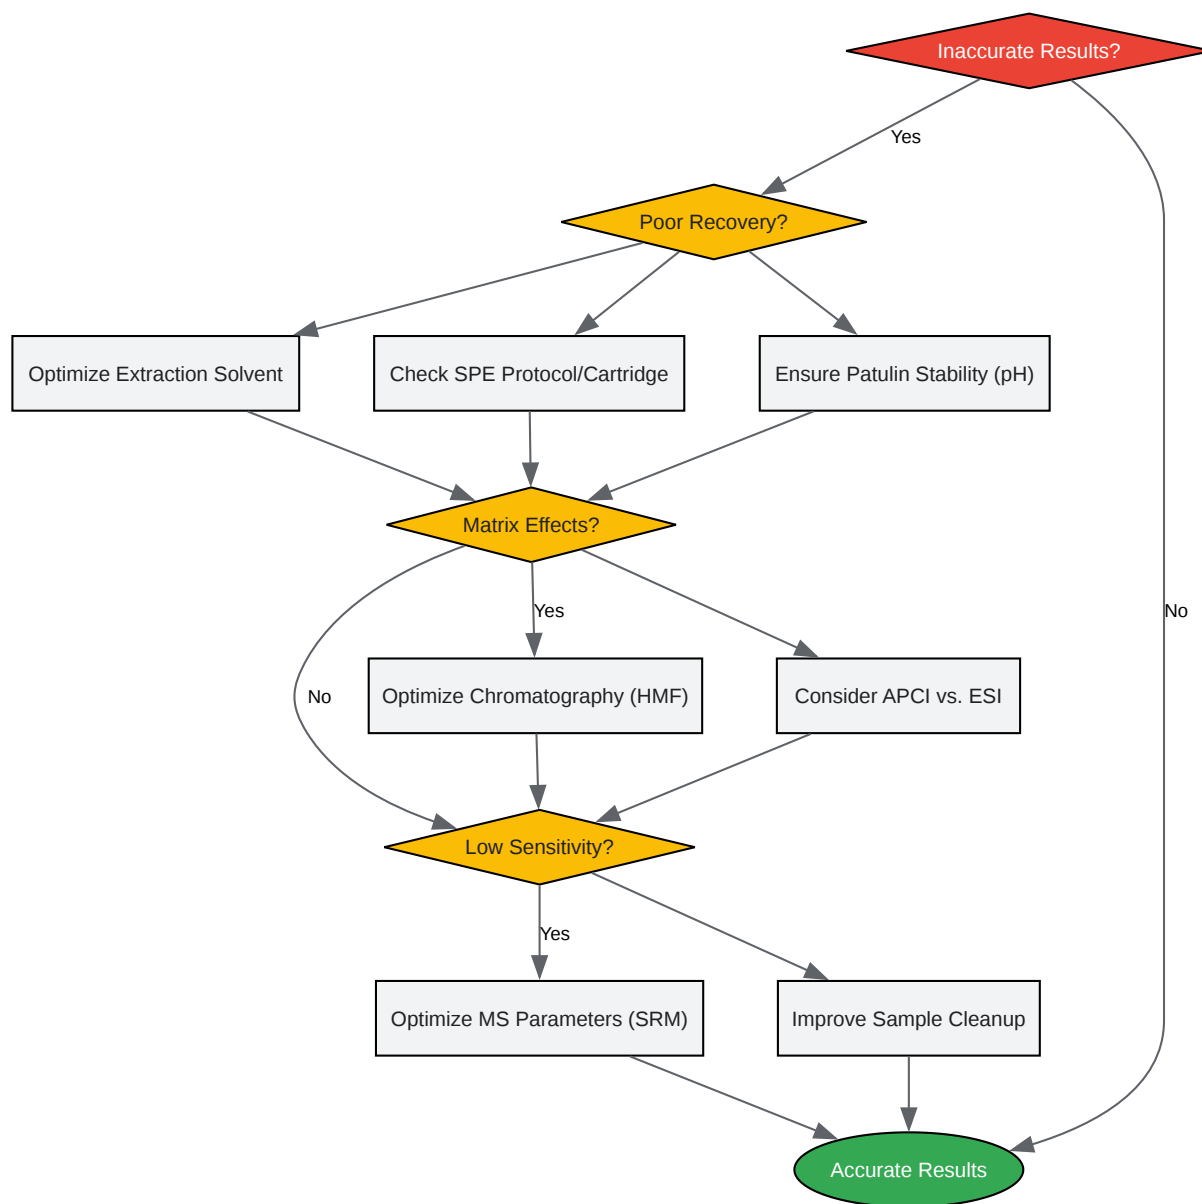 Inaccurate Results?
Yes
Poor Recovery?
Optimize Extraction Solvent
Check SPE Protocol/Cartridge
Ensure Patulin Stability (pH)
Matrix Effects?
Yes
No
Optimize Chromatography (HMF)
Consider APCI vs. ESI
No
Low Sensitivity?
Yes
Optimize MS Parameters (SRM)
Improve Sample Cleanup
Accurate Results